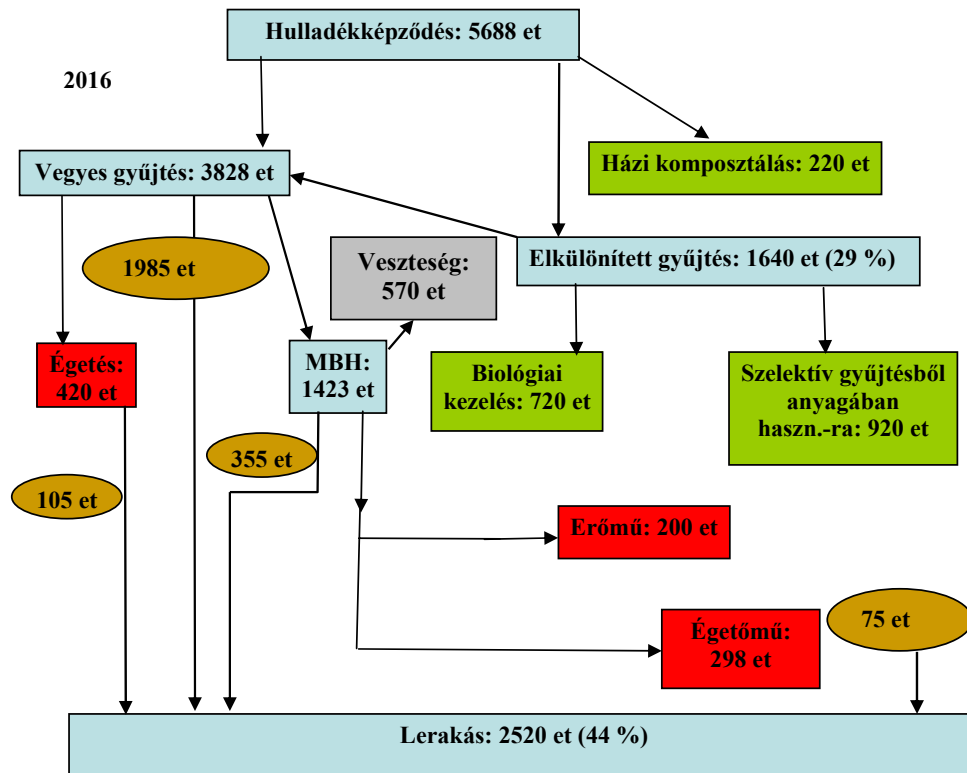 Hulladékképződés: 5688 et
2016
Vegyes gyűjtés: 3828 et
Házi komposztálás: 220 et
1985 et
Veszteség:
570 et
Elkülönített gyűjtés: 1640 et (29 %)
Égetés:
420 et
MBH:
1423 et
Biológiai
kezelés: 720 et
Szelektív gyűjtésből
anyagában
haszn.-ra: 920 et
355 et
105 et
Erőmű: 200 et
Égetőmű:
298 et
75 et
Lerakás: 2520 et (44 %)